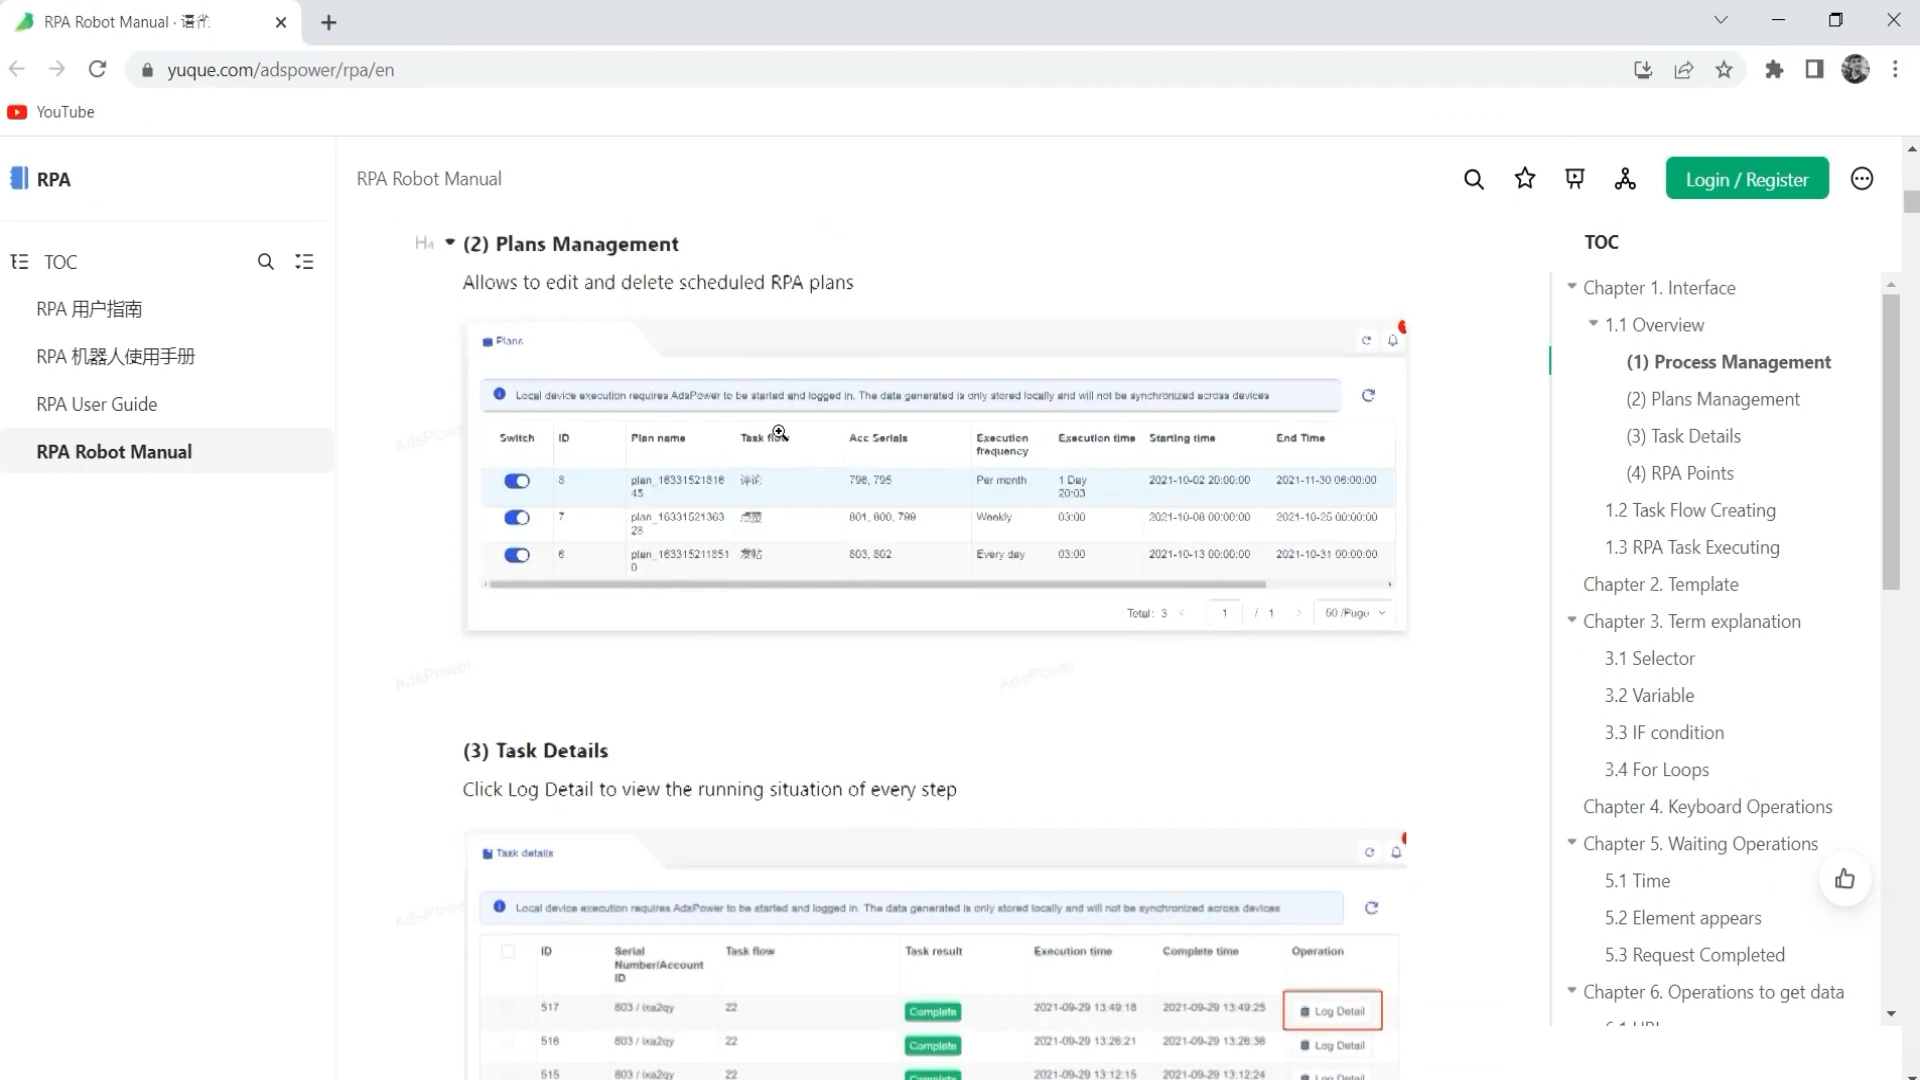 RPA Robot Manual · 语
yuque.com/adspower/rpa/en
YouTube
RPA
RPA Robot Manual
Login / Register
TOC
RPA 用户指南
RPA 机器人使用手册
RPA User Guide
RPA Robot Manual
H4 (2) Plans Management
Allows to edit and delete scheduled RPA plans
Plans
Local device execution requires AdsPower to be started and logged in. The data generated is only stored locally and will not be synchronized across devices
Switch ID Plan name Task flow Acc Serials Execution frequency Execution time Starting time End Time
8 plan_1633152181645 评论 796, 795 Per month 1 Day 20:03 2021-10-02 20:00:00 2021-11-30 06:00:00
7 plan_1633152136328 点赞 801, 800, 799 Weekly 03:00 2021-10-08 00:00:00 2021-10-25 00:00:00
6 plan_1633152118510 发帖 803, 802 Every day 03:00 2021-10-13 00:00:00 2021-10-31 00:00:00
Total: 3 1 / 1 50 /Page
AdsPower
AdsPower
AdsPower
(3) Task Details
Click Log Detail to view the running situation of every step
Task details
Local device execution requires AdsPower to be started and logged in. The data generated is only stored locally and will not be synchronized across devices
AdsPower
ID Serial Number/Account ID Task flow Task result Execution time Complete time Operation
517 803 / ixa2qy 22 Complete 2021-09-29 13:49:18 2021-09-29 13:49:25 Log Detail
516 803 / ixa2qy 22 Complete 2021-09-29 13:26:21 2021-09-29 13:26:36 Log Detail
515 803 / ixa2qy 22 Complete 2021-09-29 13:12:15 2021-09-29 13:12:24 Log Detail
TOC
Chapter 1. Interface
1.1 Overview
(1) Process Management
(2) Plans Management
(3) Task Details
(4) RPA Points
1.2 Task Flow Creating
1.3 RPA Task Executing
Chapter 2. Template
Chapter 3. Term explanation
3.1 Selector
3.2 Variable
3.3 IF condition
3.4 For Loops
Chapter 4. Keyboard Operations
Chapter 5. Waiting Operations
5.1 Time
5.2 Element appears
5.3 Request Completed
Chapter 6. Operations to get data